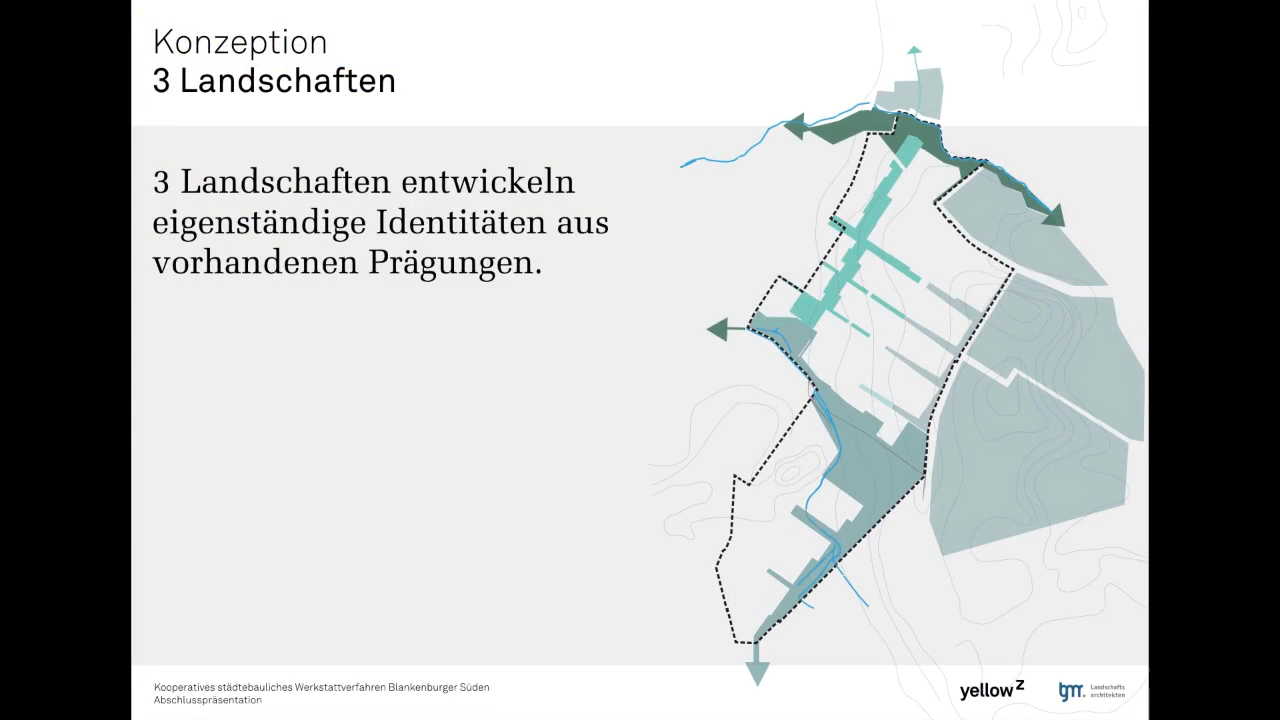 Konzeption
3 Landschaften
3 Landschaften entwickeln
eigenständige Identitäten aus
vorhandenen Prägungen.
Kooperatives städtebauliches Werkstattverfahren Blankenburger Süden
Abschlusspräsentation
yellow z
tgmr.
Landschafts
architekten